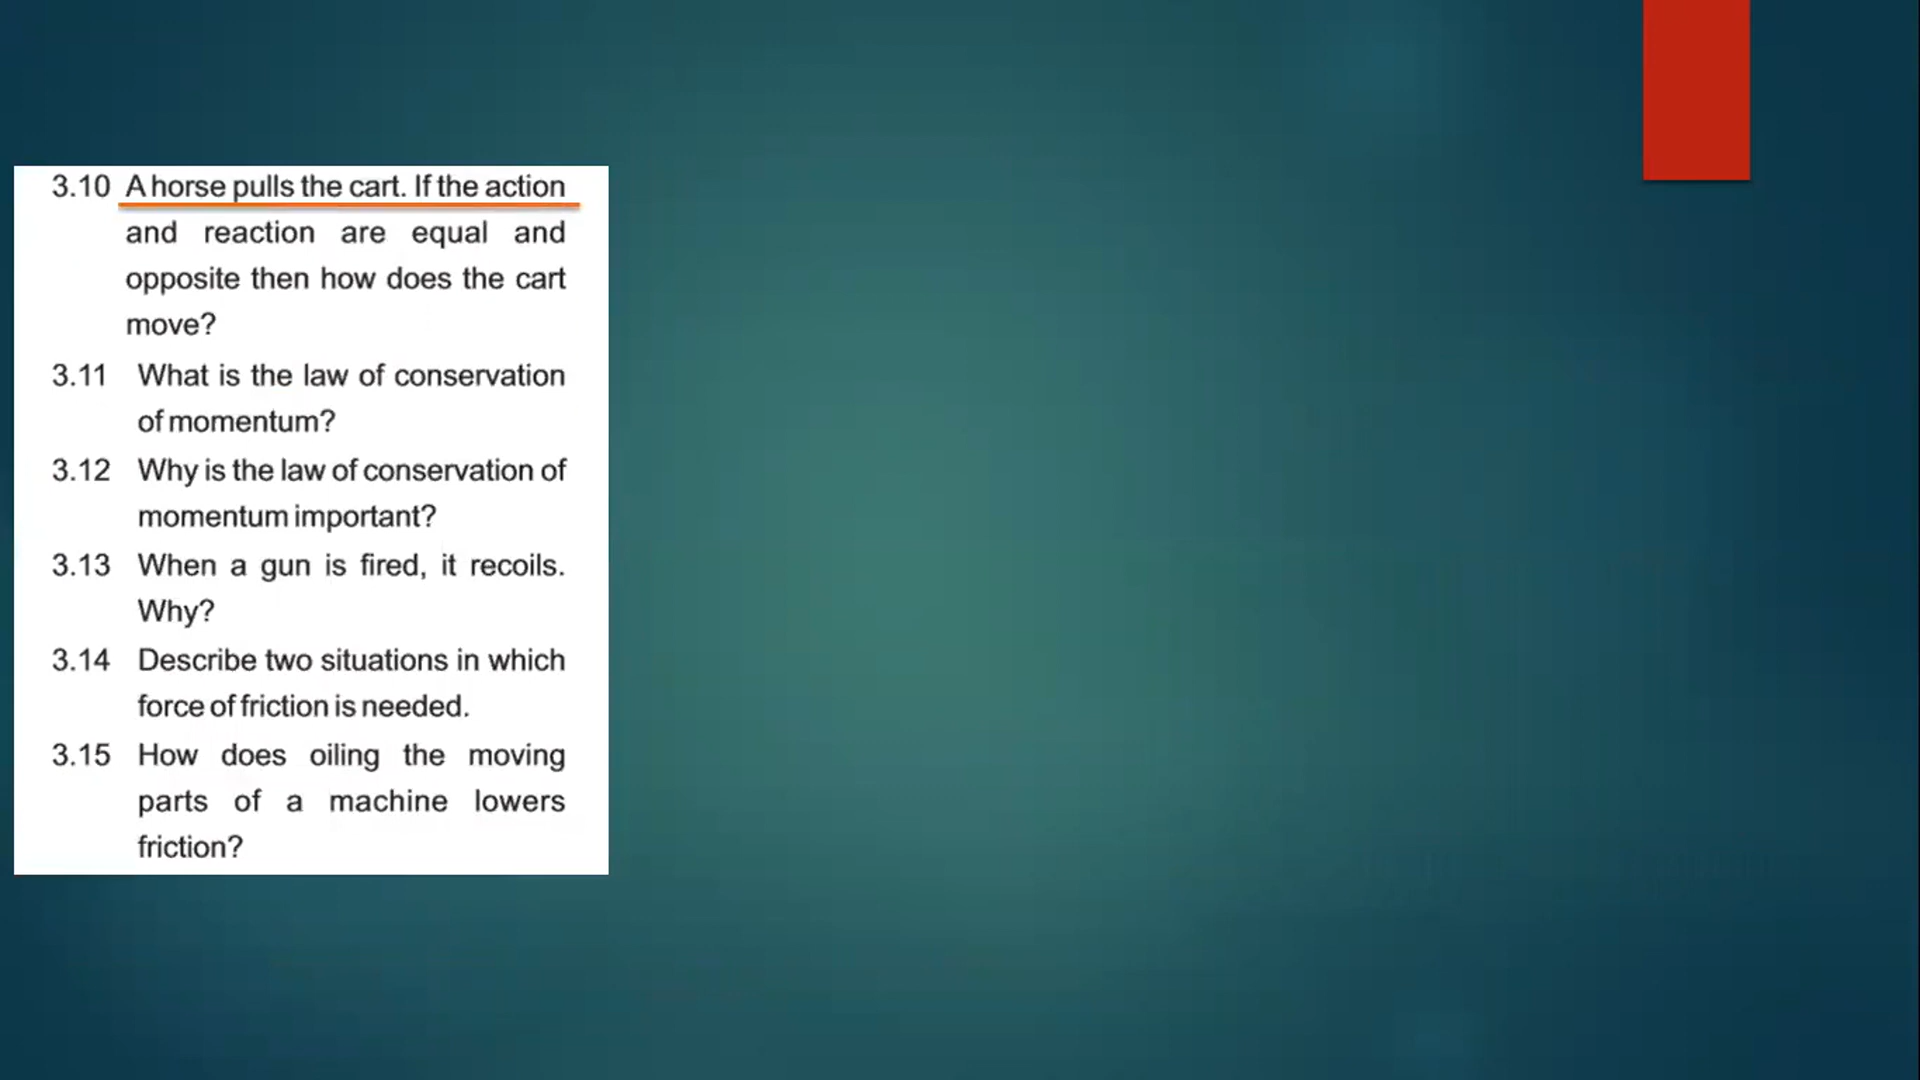 3.10 A horse pulls the cart. If the action
and reaction are equal and
opposite then how does the cart
move?
3.11 What is the law of conservation
of momentum?
3.12 Why is the law of conservation of
momentum important?
3.13 When a gun is fired, it recoils.
Why?
3.14 Describe two situations in which
force of friction is needed.
3.15 How does oiling the moving
parts of a machine lowers
friction?